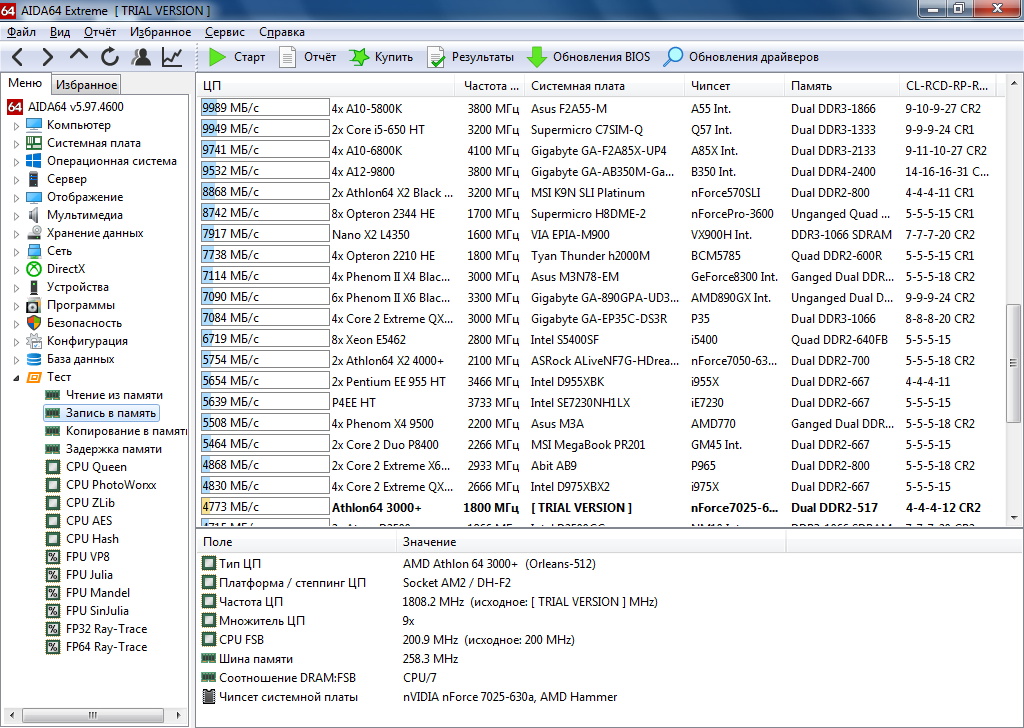 64 AIDA64 Extreme [ TRIAL VERSION ]
Файл Вид Отчёт Избранное Сервис Справка
Старт Отчёт Купить Результаты Обновления BIOS Обновления драйверов
Меню Избранное
64 AIDA64 v5.97.4600
Компьютер
Системная плата
Операционная система
Сервер
Отображение
Мультимедиа
Хранение данных
Сеть
DirectX
Устройства
Программы
Безопасность
Конфигурация
База данных
Тест
Чтение из памяти
Запись в память
Копирование в памяти
Задержка памяти
CPU Queen
CPU PhotoWorxx
CPU ZLib
CPU AES
CPU Hash
FPU VP8
FPU Julia
FPU Mandel
FPU SinJulia
FP32 Ray-Trace
FP64 Ray-Trace
ЦП Частота ... Системная плата Чипсет Память CL-RCD-RP-R...
9989 МБ/с 4x A10-5800K 3800 МГц Asus F2A55-M A55 Int. Dual DDR3-1866 9-10-9-27 CR2
9949 МБ/с 2x Core i5-650 HT 3200 МГц Supermicro C7SIM-Q Q57 Int. Dual DDR3-1333 9-9-9-24 CR1
9741 МБ/с 4x A10-6800K 4100 МГц Gigabyte GA-F2A85X-UP4 A85X Int. Dual DDR3-2133 9-11-10-27 CR2
9532 МБ/с 4x A12-9800 3800 МГц Gigabyte GA-AB350M-Ga... B350 Int. Dual DDR4-2400 14-16-16-31 C...
8868 МБ/с 2x Athlon64 X2 Black ... 3200 МГц MSI K9N SLI Platinum nForce570SLI Dual DDR2-800 4-4-4-11 CR1
8742 МБ/с 8x Opteron 2344 HE 1700 МГц Supermicro H8DME-2 nForcePro-3600 Unganged Quad ... 5-5-5-15 CR1
7917 МБ/с Nano X2 L4350 1600 МГц VIA EPIA-M900 VX900H Int. DDR3-1066 SDRAM 7-7-7-20 CR2
7738 МБ/с 4x Opteron 2210 HE 1800 МГц Tyan Thunder h2000M BCM5785 Quad DDR2-600R 5-5-5-15 CR1
7114 МБ/с 4x Phenom II X4 Blac... 3000 МГц Asus M3N78-EM GeForce8300 Int. Ganged Dual DDR... 5-5-5-18 CR2
7090 МБ/с 6x Phenom II X6 Blac... 3300 МГц Gigabyte GA-890GPA-UD3... AMD890GX Int. Unganged Dual D... 9-9-9-24 CR2
7084 МБ/с 4x Core 2 Extreme QX... 3000 МГц Gigabyte GA-EP35C-DS3R P35 Dual DDR3-1066 8-8-8-20 CR2
6719 МБ/с 8x Xeon E5462 2800 МГц Intel S5400SF i5400 Quad DDR2-640FB 5-5-5-15
5754 МБ/с 2x Athlon64 X2 4000+ 2100 МГц ASRock ALiveNF7G-HDrea... nForce7050-63... Dual DDR2-700 5-5-5-18 CR2
5654 МБ/с 2x Pentium EE 955 HT 3466 МГц Intel D955XBK i955X Dual DDR2-667 4-4-4-11
5639 МБ/с P4EE HT 3733 МГц Intel SE7230NH1LX iE7230 Dual DDR2-667 5-5-5-15
5508 МБ/с 4x Phenom X4 9500 2200 МГц Asus M3A AMD770 Ganged Dual DDR... 5-5-5-18 CR2
5464 МБ/с 2x Core 2 Duo P8400 2266 МГц MSI MegaBook PR201 GM45 Int. Dual DDR2-667 5-5-5-15
4868 МБ/с 2x Core 2 Extreme X6... 2933 МГц Abit AB9 P965 Dual DDR2-800 5-5-5-18 CR2
4830 МБ/с 4x Core 2 Extreme QX... 2666 МГц Intel D975XBX2 i975X Dual DDR2-667 5-5-5-15
4773 МБ/с Athlon64 3000+ 1800 МГц [ TRIAL VERSION ] nForce7025-6... Dual DDR2-517 4-4-4-12 CR2
Поле Значение
Тип ЦП AMD Athlon 64 3000+ (Orleans-512)
Платформа / степпинг ЦП Socket AM2 / DH-F2
Частота ЦП 1808.2 MHz (исходное: [ TRIAL VERSION ] MHz)
Множитель ЦП 9x
CPU FSB 200.9 MHz (исходное: 200 MHz)
Шина памяти 258.3 MHz
Соотношение DRAM:FSB CPU/7
Чипсет системной платы nVIDIA nForce 7025-630a, AMD Hammer